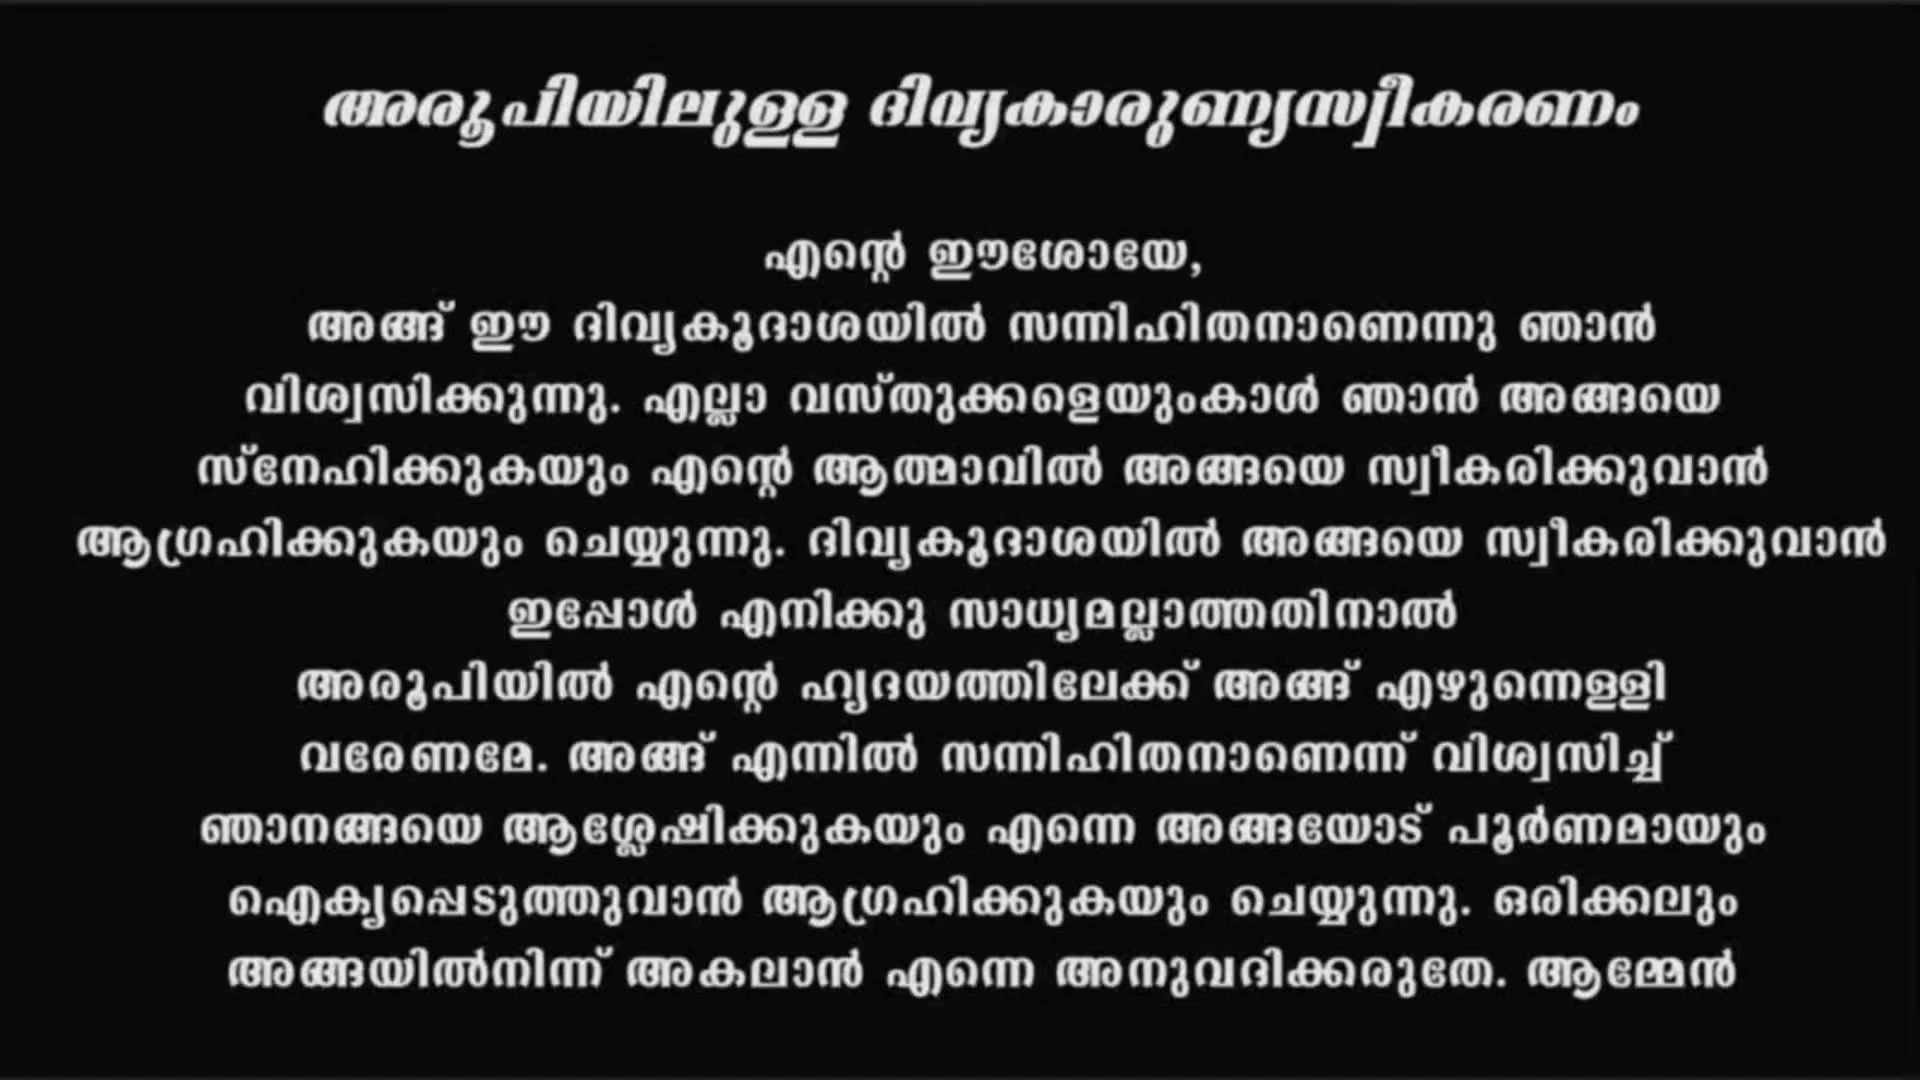 അരൂപിയിലുള്ള ദിവ്യകാരുണ്യസ്വീകരണം
എന്റെ ഈശോയേ,
അങ്ങ് ഈ ദിവ്യകൂദാശയിൽ സന്നിഹിതനാണെന്നു ഞാൻ
വിശ്വസിക്കുന്നു. എല്ലാ വസ്തുക്കളെയുംകാൾ ഞാൻ അങ്ങയെ
സ്നേഹിക്കുകയും എന്റെ ആത്മാവിൽ അങ്ങയെ സ്വീകരിക്കുവാൻ
ആഗ്രഹിക്കുകയും ചെയ്യുന്നു. ദിവ്യകൂദാശയിൽ അങ്ങയെ സ്വീകരിക്കുവാൻ
ഇപ്പോൾ എനിക്കു സാധ്യമല്ലാത്തതിനാൽ
അരൂപിയിൽ എന്റെ ഹൃദയത്തിലേക്ക് അങ്ങ് എഴുന്നെള്ളി
വരേണമേ. അങ്ങ് എന്നിൽ സന്നിഹിതനാണെന്ന് വിശ്വസിച്ച്
ഞാനങ്ങയെ ആശ്ലേഷിക്കുകയും എന്നെ അങ്ങയോട് പൂർണമായും
ഐക്യപ്പെടുത്തുവാൻ ആഗ്രഹിക്കുകയും ചെയ്യുന്നു. ഒരിക്കലും
അങ്ങയിൽനിന്ന് അകലാൻ എന്നെ അനുവദിക്കരുതേ. ആമ്മേൻ